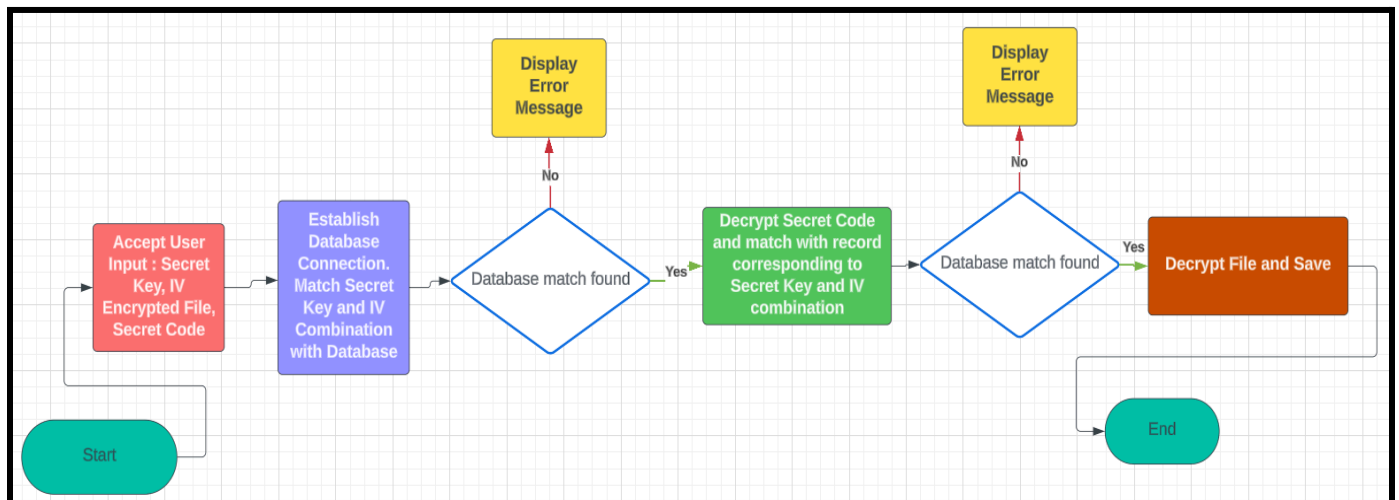 Display
Error
Message
No
Display
Error
Message
No
Accept User
Input : Secret
Key, IV
Encrypted File,
Secret Code
Establish
Database
Connection.
Match Secret
Key and IV
Combination
with Database
Database match found
Yes
Decrypt Secret Code
and match with record
corresponding to
Secret Key and IV
combination
Database match found
Yes
Decrypt File and Save
Start
End